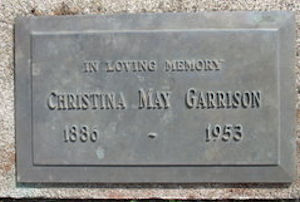 IN LOVING MEMORY
CHRISTINA MAY GARRISON
1886 - 1953